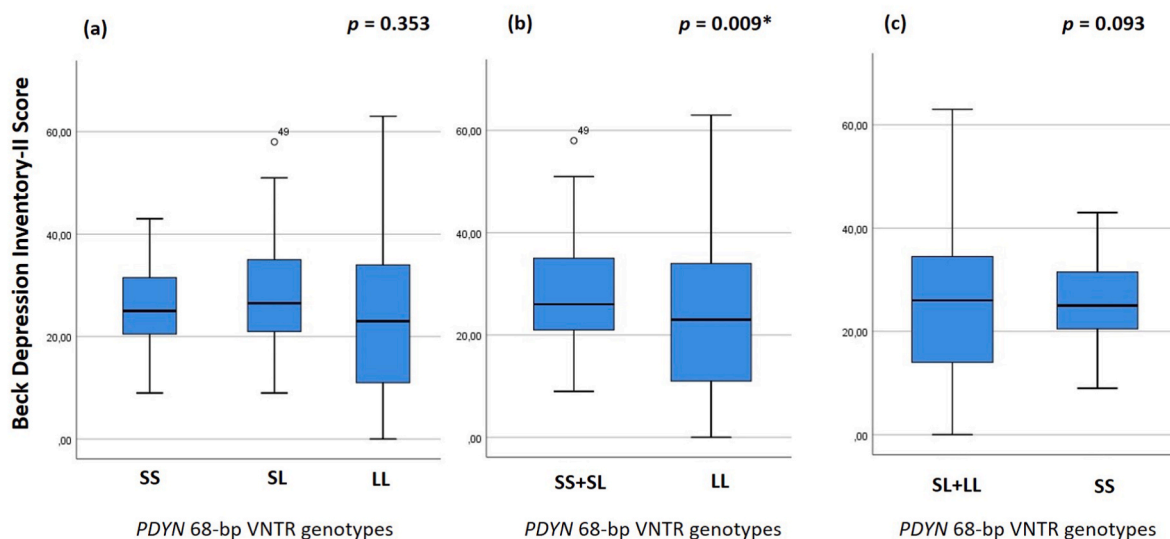 (a) p = 0.353
(b) p = 0.009*
(c) p = 0.093
Beck Depression Inventory-II Score
60,00
40,00
20,00
,00
49
SS SL LL
PDYN 68-bp VNTR genotypes
60,00
40,00
20,00
,00
49
SS+SL LL
PDYN 68-bp VNTR genotypes
60,00
40,00
20,00
,00
SL+LL SS
PDYN 68-bp VNTR genotypes